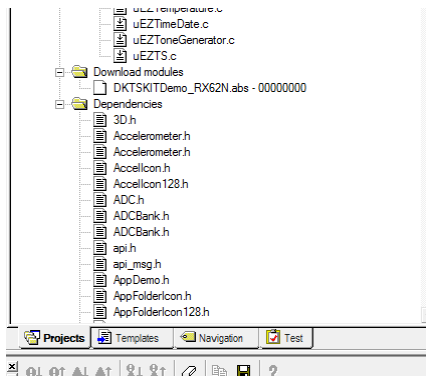 uEZTemperature.c
uEZTimeDate.c
uEZToneGenerator.c
uEZTS.c
Download modules
DKTSKITDemo_RX62N.abs - 00000000
Dependencies
3D.h
Accelerometer.h
Accelerometer.h
AccelIcon.h
AccelIcon128.h
ADC.h
ADCBank.h
ADCBank.h
api.h
api_msg.h
AppDemo.h
AppFolderIcon.h
AppFolderIcon128.h
Projects Templates Navigation Test